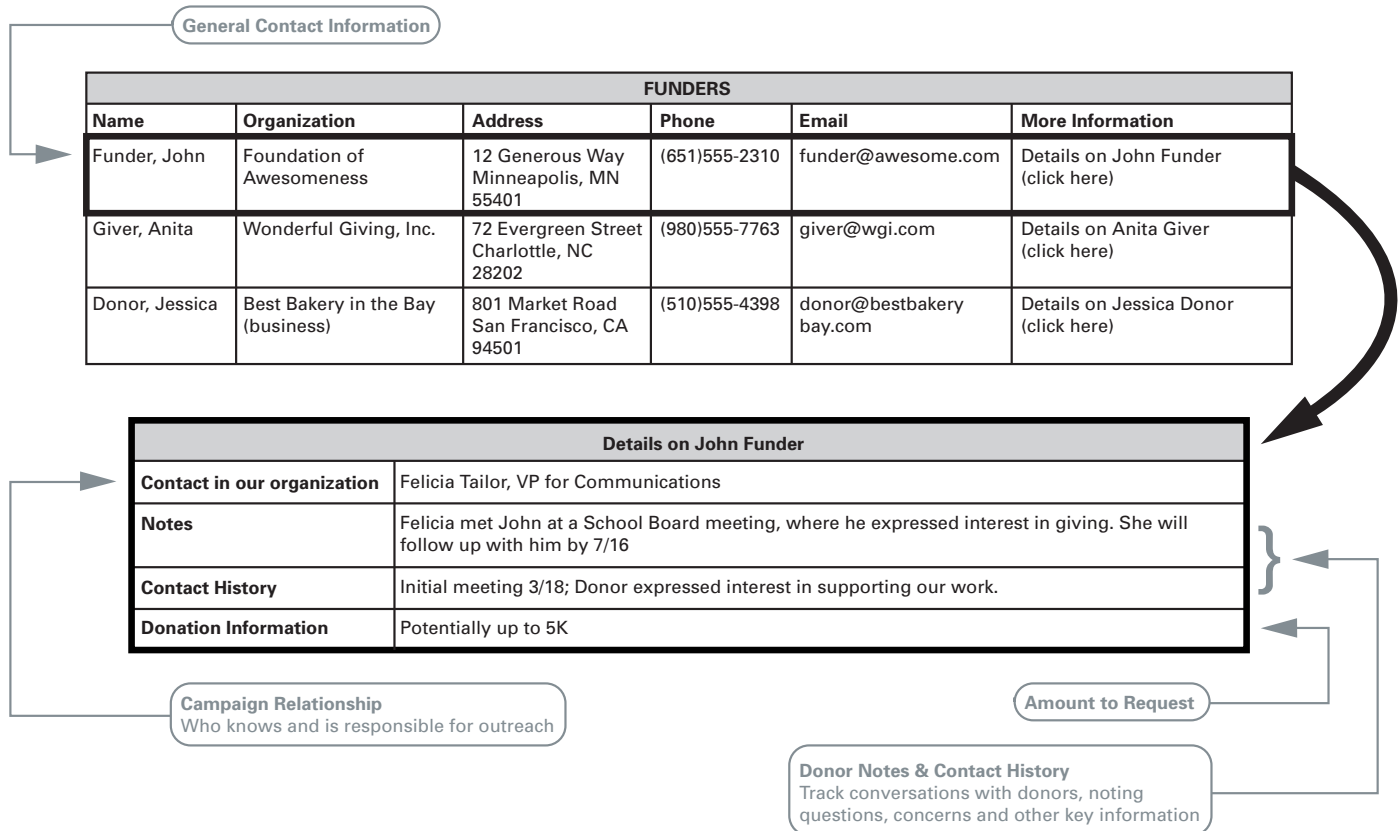 General Contact Information
FUNDERS
Name Organization Address Phone Email More Information
Funder, John Foundation of 12 Generous Way (651)555-2310 funder@awesome.com Details on John Funder
Awesomeness Minneapolis, MN (click here)
55401
Giver, Anita Wonderful Giving, Inc. 72 Evergreen Street (980)555-7763 giver@wgi.com Details on Anita Giver
Charlottle, NC (click here)
28202
Donor, Jessica Best Bakery in the Bay 801 Market Road (510)555-4398 donor@bestbakery Details on Jessica Donor
(business) San Francisco, CA bay.com (click here)
94501
Details on John Funder
Contact in our organization Felicia Tailor, VP for Communications
Notes Felicia met John at a School Board meeting, where he expressed interest in giving. She will
follow up with him by 7/16
Contact History Initial meeting 3/18; Donor expressed interest in supporting our work.
Donation Information Potentially up to 5K
Campaign Relationship
Who knows and is responsible for outreach
Amount to Request
Donor Notes & Contact History
Track conversations with donors, noting
questions, concerns and other key information